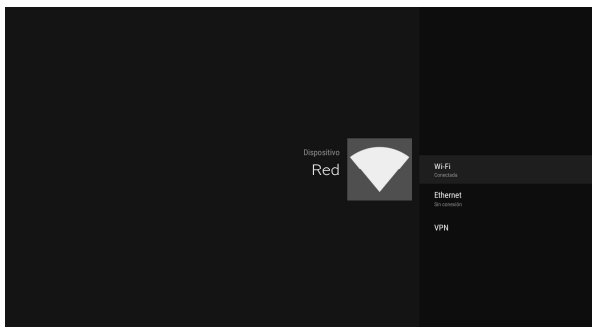 Dispositivo
Red
Wi-Fi
Conectada
Ethernet
Sin conexión
VPN